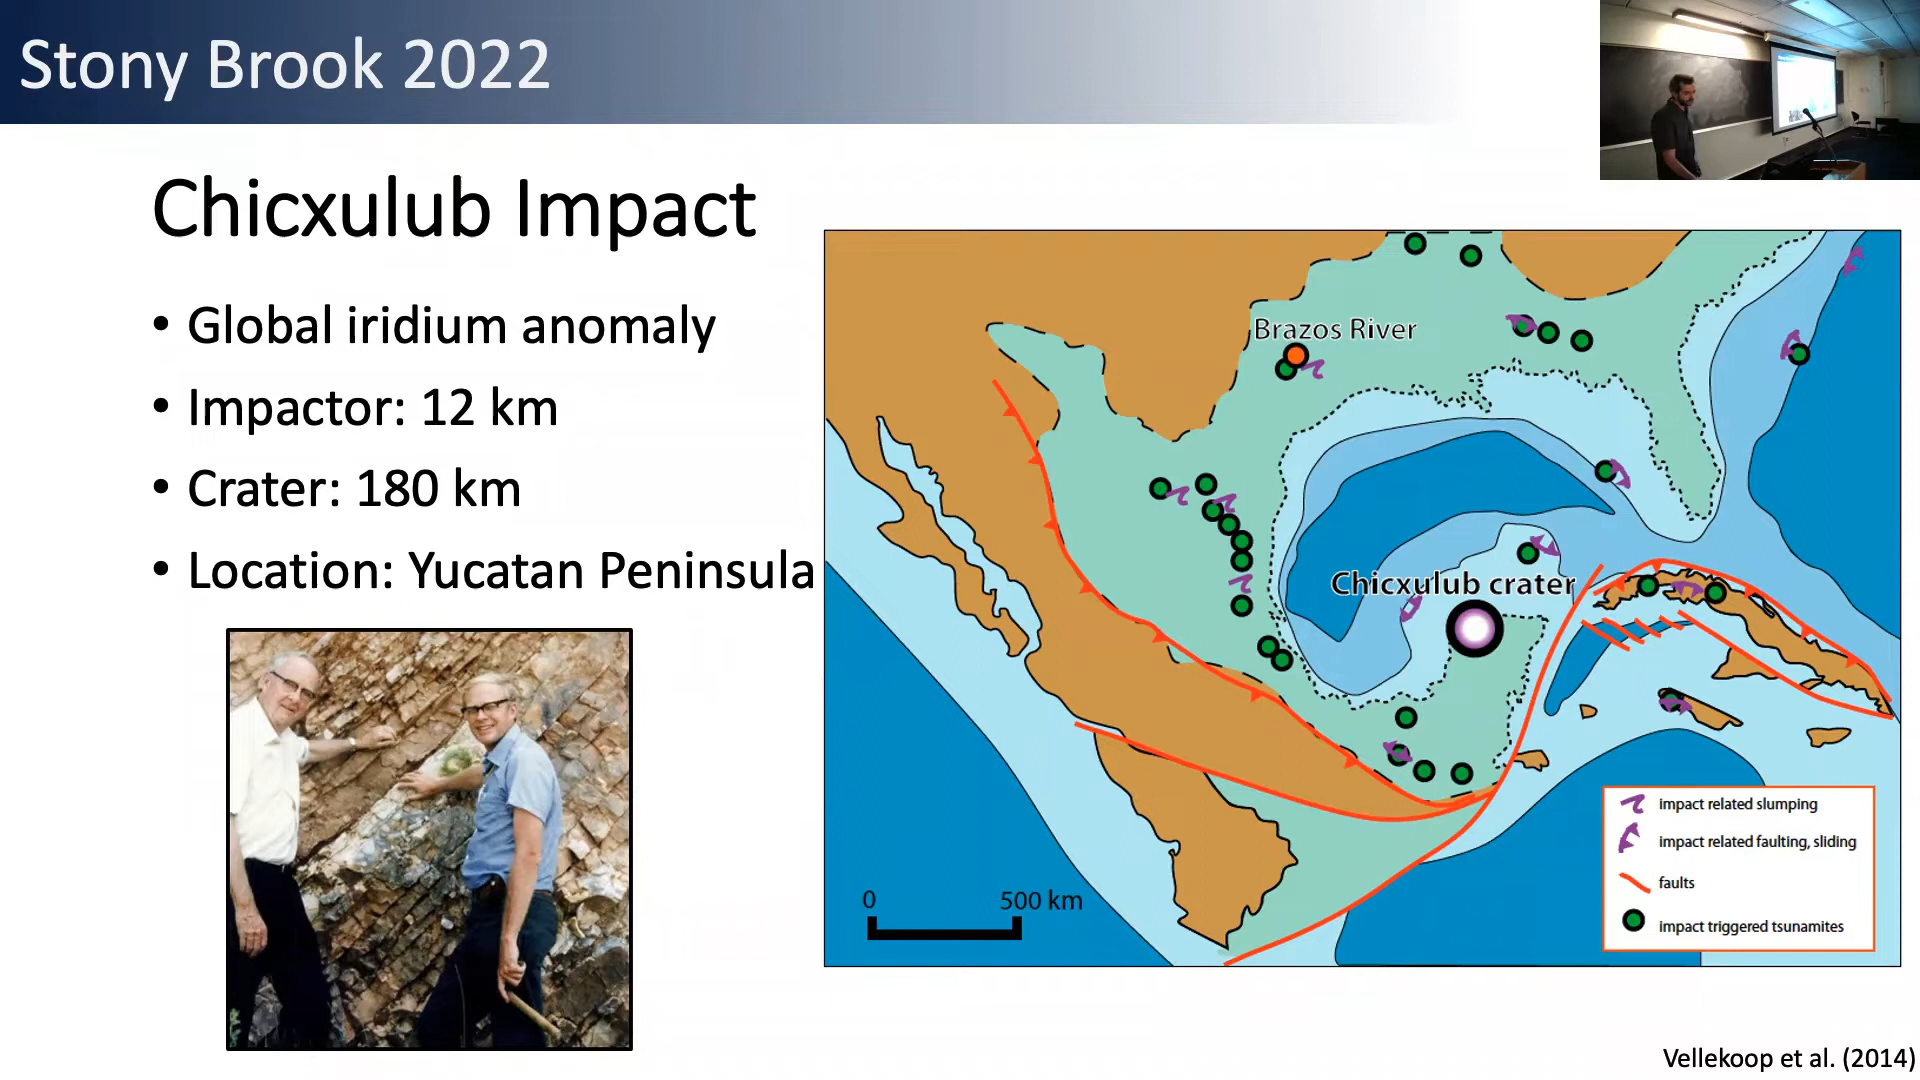 Stony Brook 2022
Chicxulub Impact
• Global iridium anomaly
• Impactor: 12 km
• Crater: 180 km
• Location: Yucatan Peninsula
Brazos River
Chicxulub crater
0 500 km
impact related slumping
impact related faulting, sliding
faults
impact triggered tsunamites
Vellekoop et al. (2014)